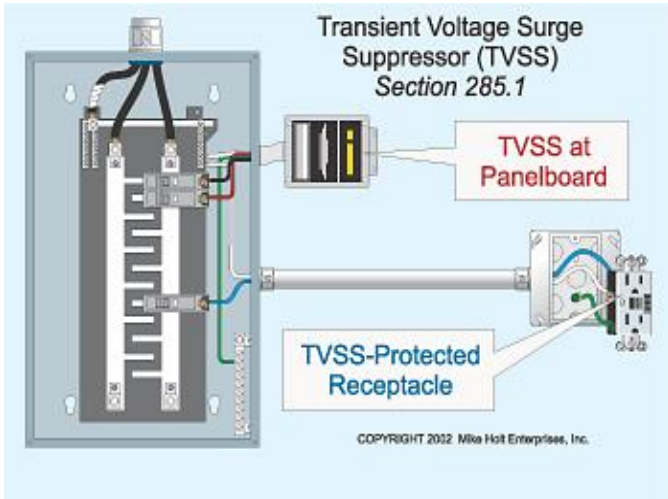 Transient Voltage Surge
Suppressor (TVSS)
Section 285.1
TVSS at
Panelboard
TVSS-Protected
Receptacle
COPYRIGHT 2002 Mike Holt Enterprises, Inc.